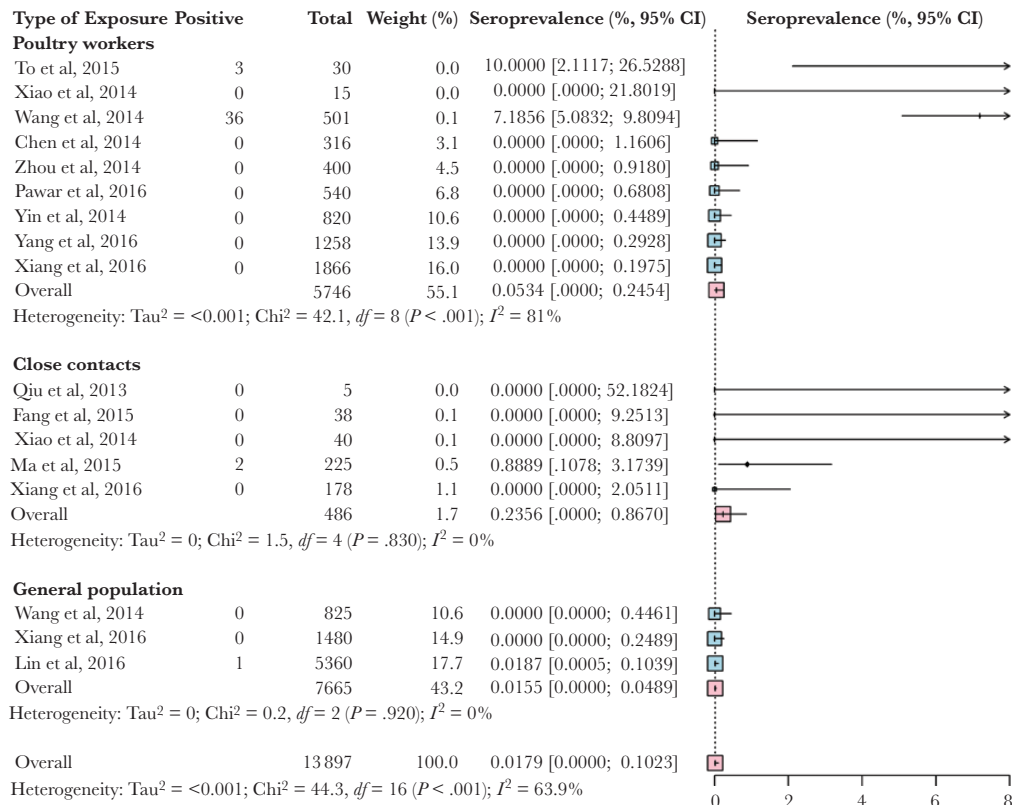 Type of Exposure Positive Total Weight (%) Seroprevalence (%, 95% CI) Seroprevalence (%, 95% CI)
Poultry workers
To et al, 2015 3 30 0.0 10.0000 [2.1117; 26.5288]
Xiao et al, 2014 0 15 0.0 0.0000 [.0000; 21.8019]
Wang et al, 2014 36 501 0.1 7.1856 [5.0832; 9.8094]
Chen et al, 2014 0 316 3.1 0.0000 [.0000; 1.1606]
Zhou et al, 2014 0 400 4.5 0.0000 [.0000; 0.9180]
Pawar et al, 2016 0 540 6.8 0.0000 [.0000; 0.6808]
Yin et al, 2014 0 820 10.6 0.0000 [.0000; 0.4489]
Yang et al, 2016 0 1258 13.9 0.0000 [.0000; 0.2928]
Xiang et al, 2016 0 1866 16.0 0.0000 [.0000; 0.1975]
Overall 5746 55.1 0.0534 [.0000; 0.2454]
Heterogeneity: Tau² = <0.001; Chi² = 42.1, df = 8 (P < .001); I² = 81%
Close contacts
Qiu et al, 2013 0 5 0.0 0.0000 [.0000; 52.1824]
Fang et al, 2015 0 38 0.1 0.0000 [.0000; 9.2513]
Xiao et al, 2014 0 40 0.1 0.0000 [.0000; 8.8097]
Ma et al, 2015 2 225 0.5 0.8889 [.1078; 3.1739]
Xiang et al, 2016 0 178 1.1 0.0000 [.0000; 2.0511]
Overall 486 1.7 0.2356 [.0000; 0.8670]
Heterogeneity: Tau² = 0; Chi² = 1.5, df = 4 (P = .830); I² = 0%
General population
Wang et al, 2014 0 825 10.6 0.0000 [0.0000; 0.4461]
Xiang et al, 2016 0 1480 14.9 0.0000 [0.0000; 0.2489]
Lin et al, 2016 1 5360 17.7 0.0187 [0.0005; 0.1039]
Overall 7665 43.2 0.0155 [0.0000; 0.0489]
Heterogeneity: Tau² = 0; Chi² = 0.2, df = 2 (P = .920); I² = 0%
Overall 13 897 100.0 0.0179 [0.0000; 0.1023]
Heterogeneity: Tau² = <0.001; Chi² = 44.3, df = 16 (P < .001); I² = 63.9%
0 2 4 6 8